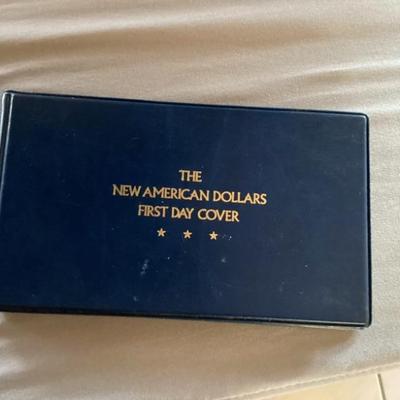 THE
NEW AMERICAN DOLLARS
FIRST DAY COVER
★ ★ ★